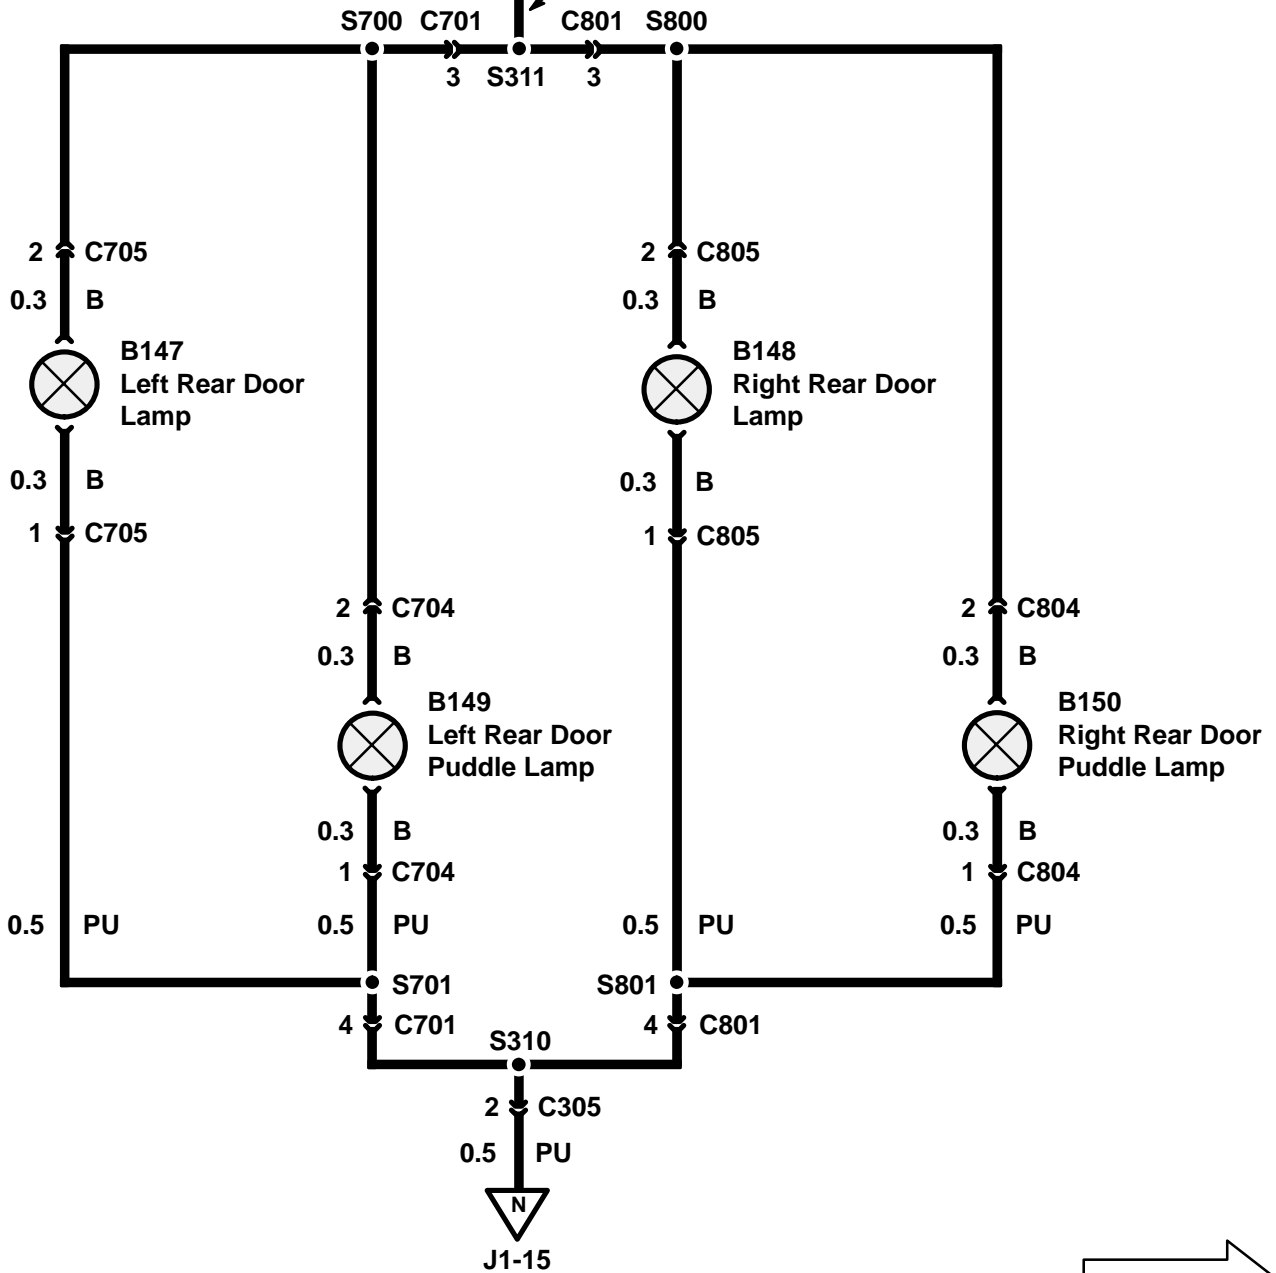 S700 C701 C801 S800
3 S311 3
2 C705
2 C805
0.3 B
0.3 B
B147
Left Rear Door
Lamp
B148
Right Rear Door
Lamp
0.3 B
0.3 B
1 C705
1 C805
2 C704
2 C804
0.3 B
0.3 B
B149
Left Rear Door
Puddle Lamp
B150
Right Rear Door
Puddle Lamp
0.3 B
0.3 B
1 C704
1 C804
0.5 PU
0.5 PU
0.5 PU
0.5 PU
S701
S801
4 C701
4 C801
S310
2 C305
0.5 PU
N
J1-15